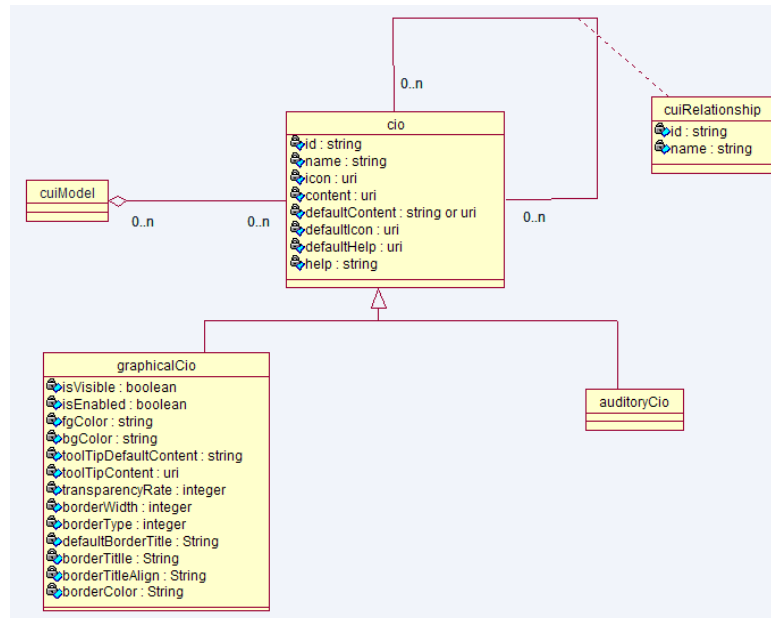 0..n
cuiRelationship
id : string
name : string
cio
id : string
name : string
icon : uri
content : uri
defaultContent : string or uri
defaultIcon : uri
defaultHelp : uri
help : string
cuiModel
0..n
0..n
0..n
graphicalCio
isVisible : boolean
isEnabled : boolean
fgColor : string
bgColor : string
toolTipDefaultContent : string
toolTipContent : uri
transparencyRate : integer
borderWidth : integer
borderType : integer
defaultBorderTitle : String
borderTitlle : String
borderTitleAlign : String
borderColor : String
auditoryCio